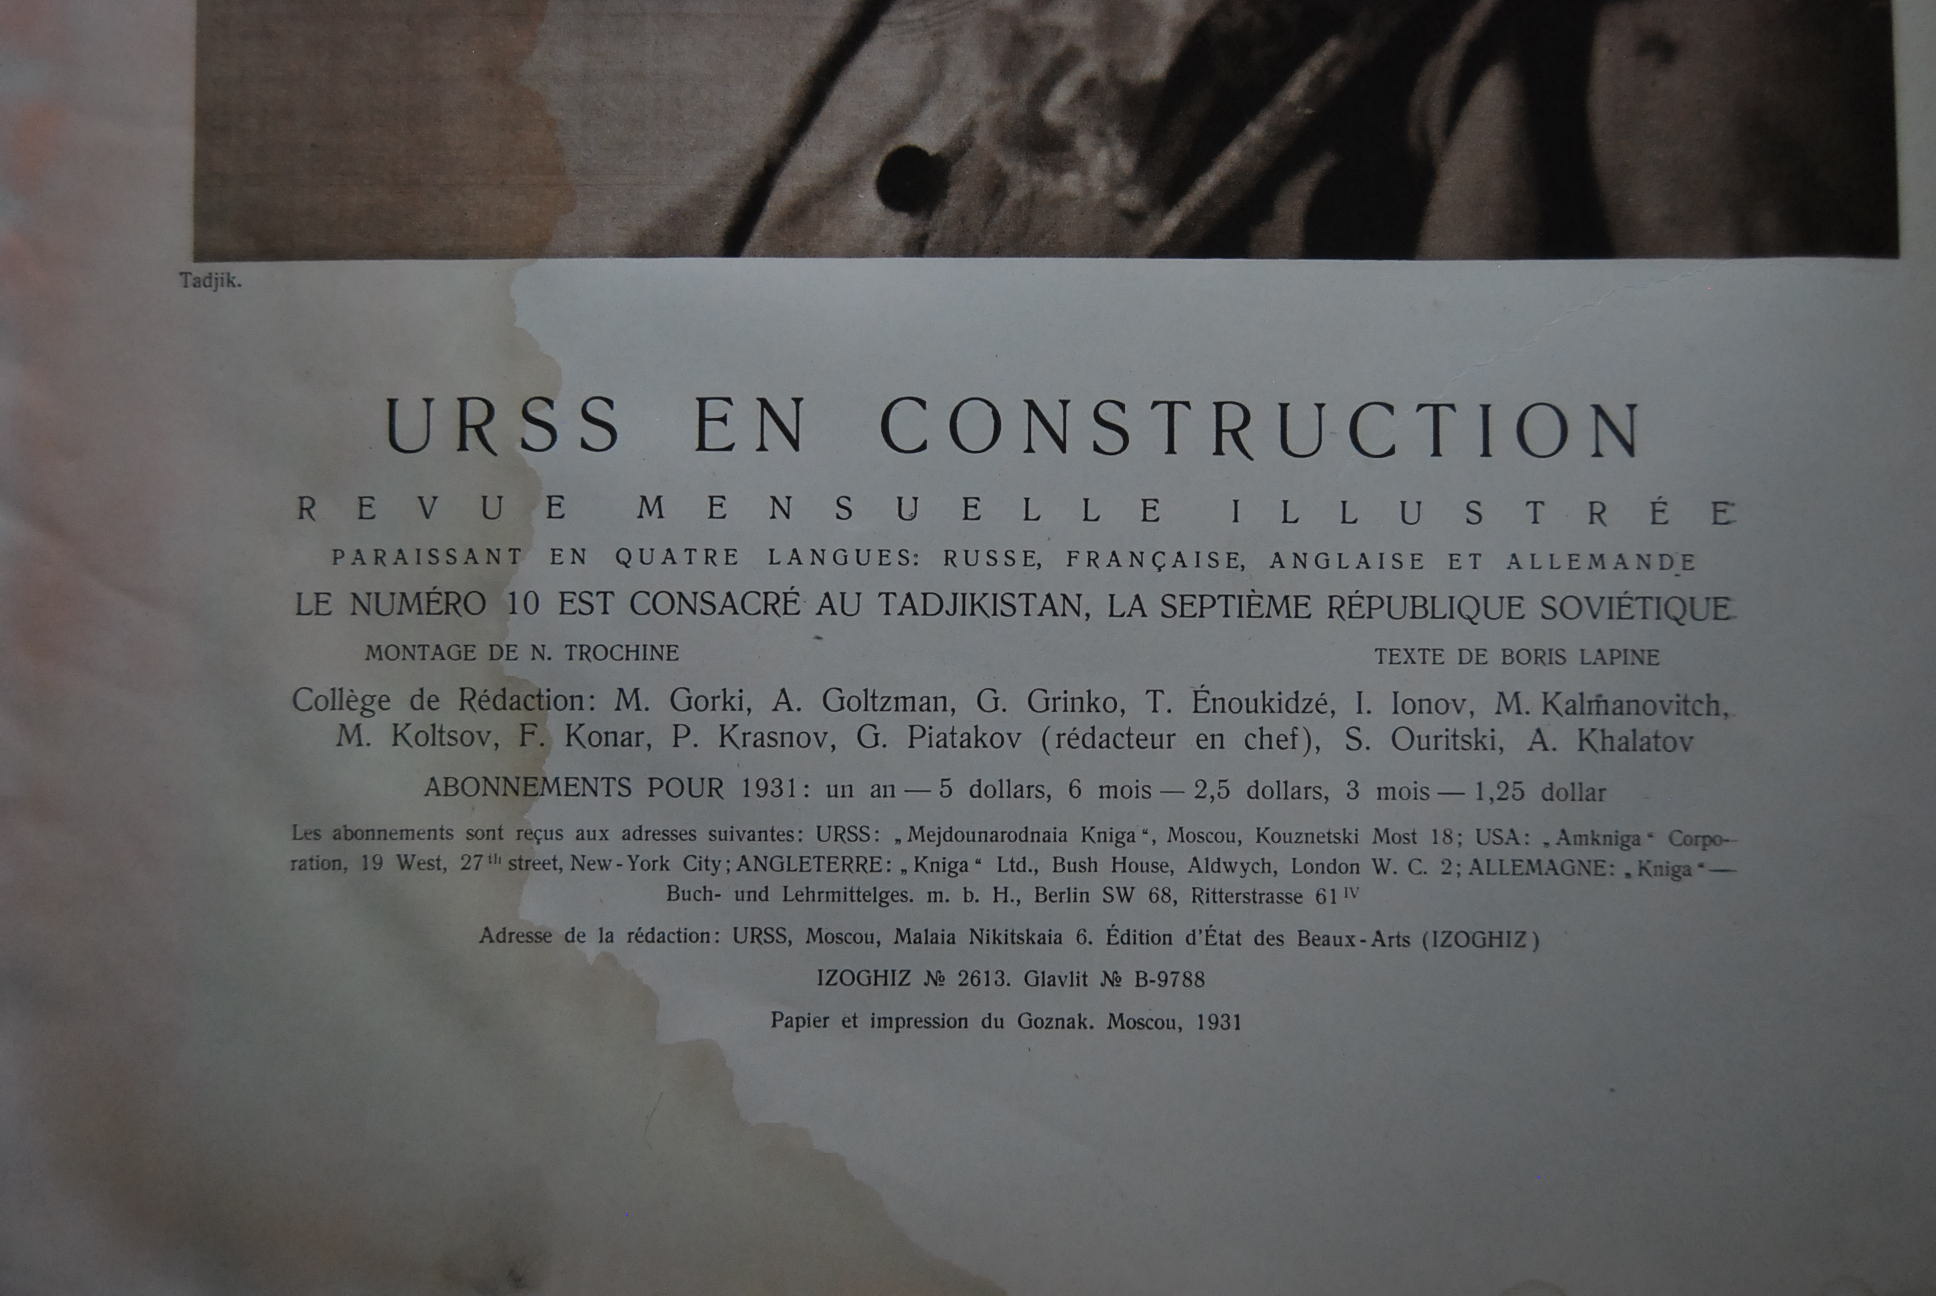 Tadjik.
URSS EN CONSTRUCTION
REVUE MENSUELLE ILLUSTRÉE
PARAISSANT EN QUATRE LANGUES: RUSSE, FRANÇAISE, ANGLAISE ET ALLEMANDE
LE NUMÉRO 10 EST CONSACRÉ AU TADJIKISTAN, LA SEPTIÈME RÉPUBLIQUE SOVIÉTIQUE
MONTAGE DE N. TROCHINE TEXTE DE BORIS LAPINE
Collège de Rédaction: M. Gorki, A. Goltzman, G. Grinko, T. Énoukidzé, I. Ionov, M. Kalmanovitch,
M. Koltsov, F. Konar, P. Krasnov, G. Piatakov (rédacteur en chef), S. Ouritski, A. Khalatov
ABONNEMENTS POUR 1931: un an — 5 dollars, 6 mois — 2,5 dollars, 3 mois — 1,25 dollar
Les abonnements sont reçus aux adresses suivantes: URSS: „Mejdounarodnaia Kniga“, Moscou, Kouznetski Most 18; USA: „Amkniga“ Corpo-
ration, 19 West, 27th street, New-York City; ANGLETERRE: „Kniga“ Ltd., Bush House, Aldwych, London W. C. 2; ALLEMAGNE: „Kniga“—
Buch- und Lehrmittelges. m. b. H., Berlin SW 68, Ritterstrasse 61 IV
Adresse de la rédaction: URSS, Moscou, Malaia Nikitskaia 6. Édition d'État des Beaux-Arts (IZOGHIZ)
IZOGHIZ № 2613. Glavlit № B-9788
Papier et impression du Goznak. Moscou, 1931